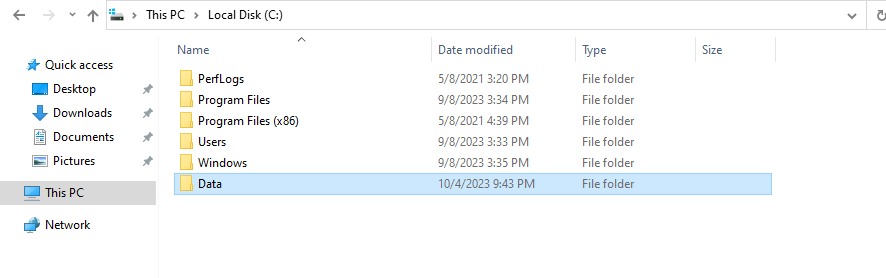 This PC > Local Disk (C:)
Name Date modified Type Size
Quick access
Desktop
Downloads
Documents
Pictures
This PC
Network
PerfLogs 5/8/2021 3:20 PM File folder
Program Files 9/8/2023 3:34 PM File folder
Program Files (x86) 5/8/2021 4:39 PM File folder
Users 9/8/2023 3:33 PM File folder
Windows 9/8/2023 3:35 PM File folder
Data 10/4/2023 9:43 PM File folder